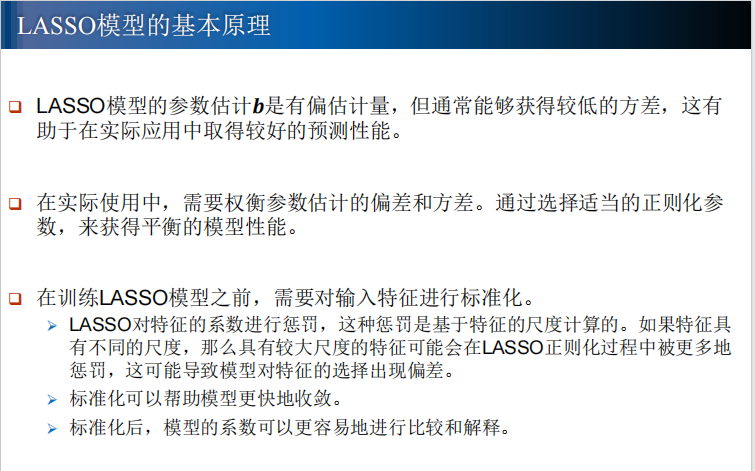 LASSO模型的基本原理
LASSO模型的参数估计b是有偏估计量，但通常能够获得较低的方差，这有
助于在实际应用中取得较好的预测性能。
在实际使用中，需要权衡参数估计的偏差和方差。通过选择适当的正则化参
数，来获得平衡的模型性能。
在训练LASSO模型之前，需要对输入特征进行标准化。
LASSO对特征的系数进行惩罚，这种惩罚是基于特征的尺度计算的。如果特征具
有不同的尺度，那么具有较大尺度的特征可能会在LASSO正则化过程中被更多地
惩罚，这可能导致模型对特征的选择出现偏差。
标准化可以帮助模型更快地收敛。
标准化后，模型的系数可以更容易地进行比较和解释。